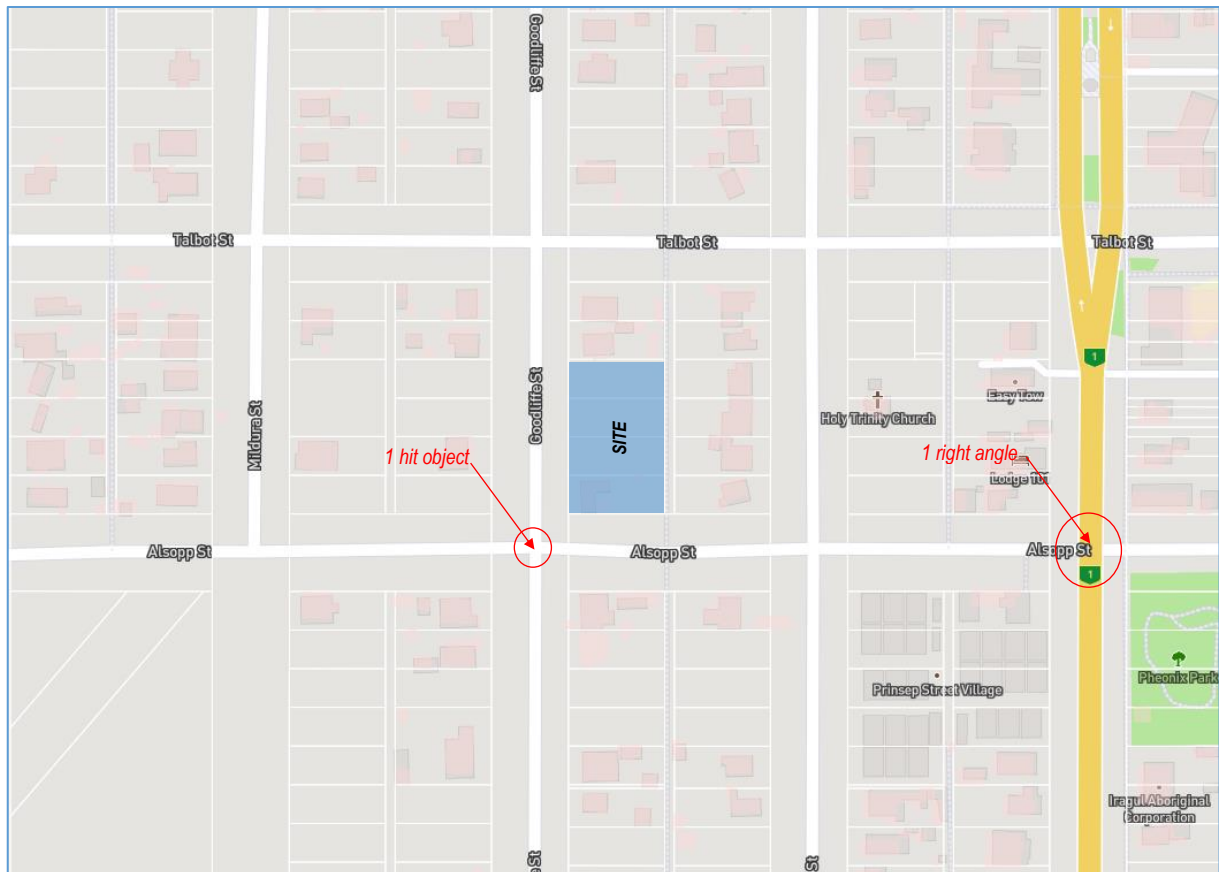 Goodliffe St
Talbot St
Talbot St
Talbot St
1
Goodliffe St
Mildura St
SITE
Easy Tow
Holy Trinity Church
1 hit object
1 right angle
Lodge 101
Alsopp St
Alsopp St
Alsopp St
1
Pheonix Park
Prinsep Street Village
Iragul Aboriginal
Corporation
St
St